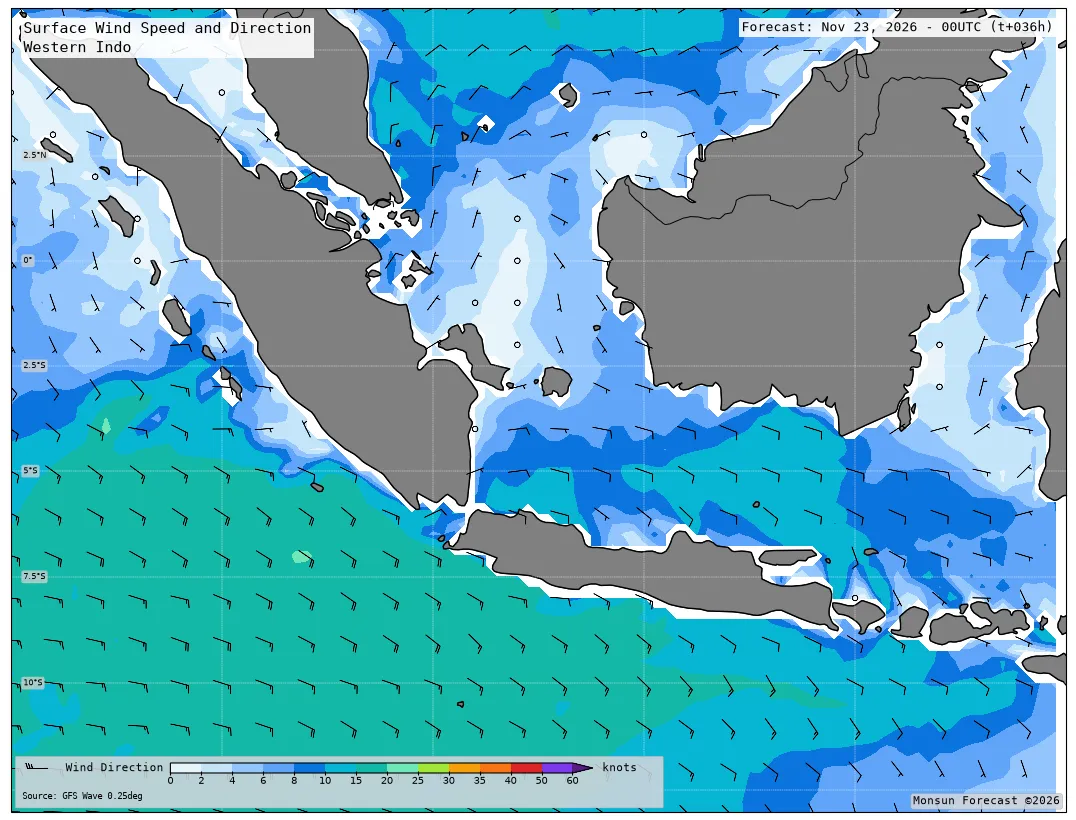 Surface Wind Speed and Direction
Western Indo
Forecast: Nov 23, 2026 - 00UTC (t+036h)
2.5°N
0°
2.5°S
5°S
7.5°S
10°S
Wind Direction
0 2 4 6 8 10 15 20 25 30 35 40 50 60
knots
Source: GFS Wave 0.25deg
Monsun Forecast ©2026